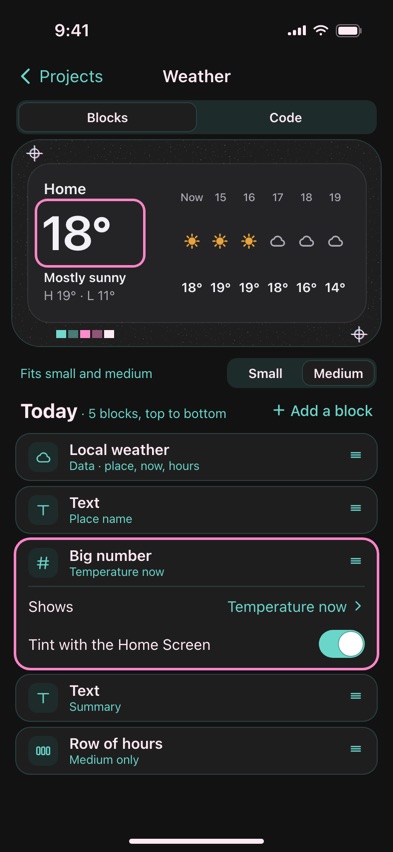 9:41
Projects
Weather
Blocks
Code
Home
18°
Mostly sunny
H 19° · L 11°
Now 15 16 17 18 19
18° 19° 19° 18° 16° 14°
Fits small and medium
Small
Medium
Today · 5 blocks, top to bottom
+ Add a block
Local weather
Data · place, now, hours
Text
Place name
Big number
Temperature now
Shows
Temperature now
Tint with the Home Screen
Text
Summary
Row of hours
Medium only